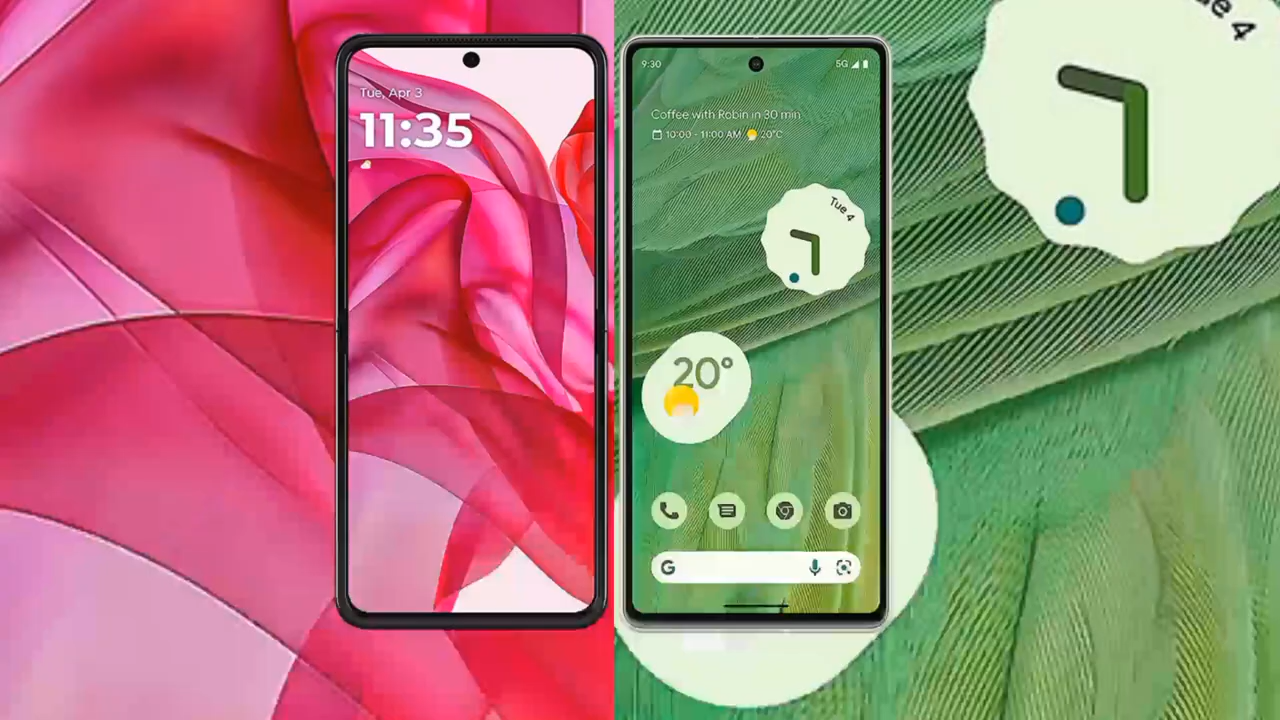 Tue, Apr 3
11:35
9:30
5G
Coffee with Robin in 30 min
10:00 - 11:00 AM 20°C
Tue 4
20°
G
e 4